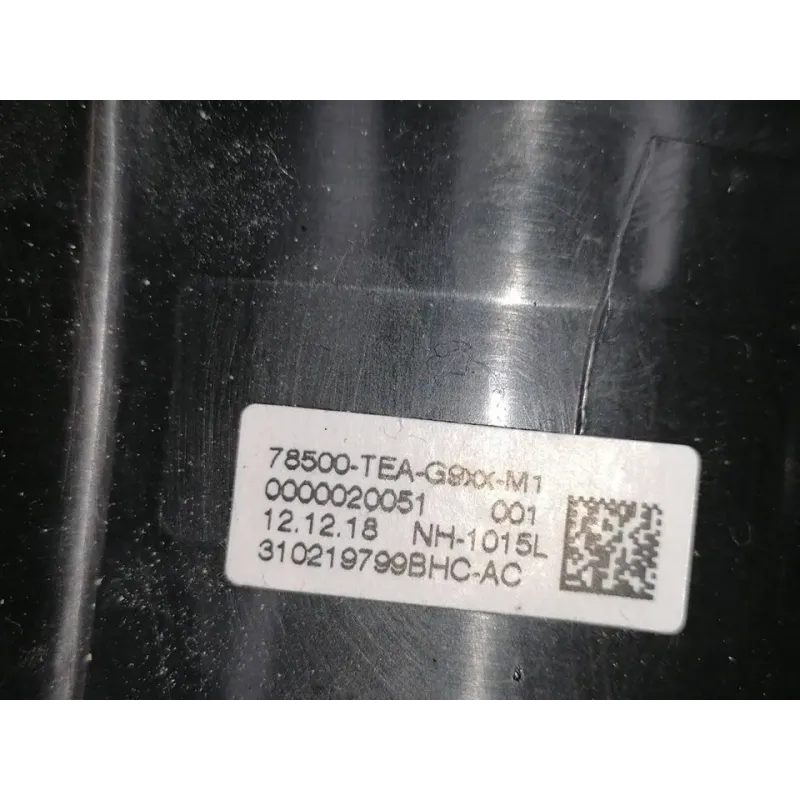 78500-TEA-G9XX-M1
0000020051 001
12.12.18 NH-1015L
310219799BHC-AC